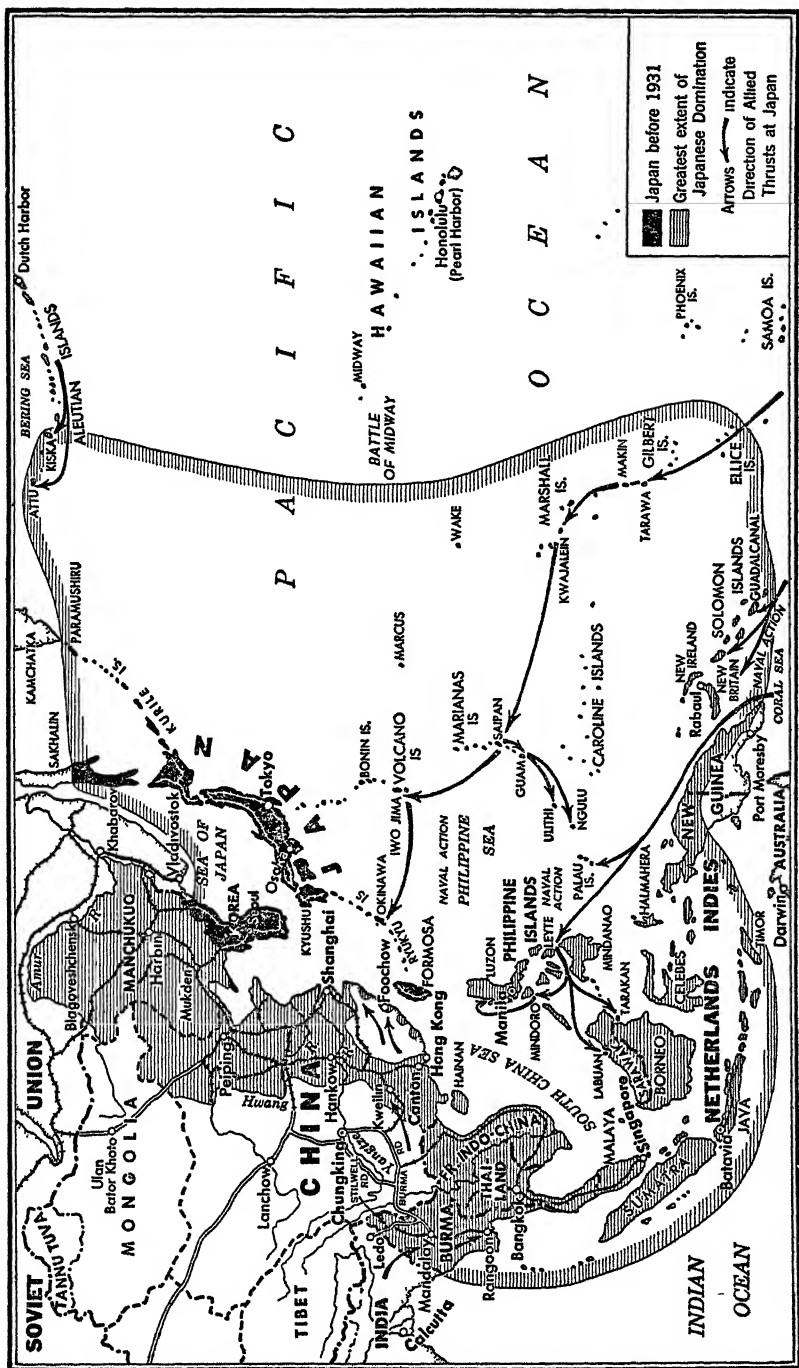 SOVIET
UNION
TANNU TUVA
MONGOLIA
Ulan
Bator Khoto
Amur
R.
Blagoveshchensk
MANCHUKUO
Harbin
Mukden
Khabarov
Vladivostok
SAKHALIN
KAMCHATKA
PARAMUSHIRU
KURILE IS.
SEA OF
JAPAN
KOREA
JAPAN
Tokyo
Osaka
KYUSHU
BERING SEA
ATTU
KISKA
ALEUTIAN
ISLANDS
Dutch Harbor
PACIFIC
OCEAN
BATTLE
OF MIDWAY
MIDWAY
HAWAIIAN
ISLANDS
Honolulu
(Pearl Harbor)
TIBET
CHINA
Lanchow
Peiping
Hwang
R.
Shanghai
Hankow
Chungking
STILWELL
RD.
Yangtze
BURMA
RD.
Kweilin
Canton
Foochow
Hong Kong
FORMOSA
RYUKYU
IS.
OKINAWA
BONIN IS.
IWO JIMA
VOLCANO
IS
MARCUS
WAKE
MARIANAS
IS
SAIPAN
GUAM
ULITHI
NGULU
NAVAL ACTION
PHILIPPINE
SEA
CAROLINE ISLANDS
MARSHALL
IS.
KWAJALEIN
MAKIN
TARAWA
GILBERT
IS.
ELLICE
IS.
PHOENIX
IS.
SAMOA IS.
INDIA
Calcutta
Ledo
Mandalay
BURMA
Rangoon
THAI
LAND
Bangkok
FR. INDO-CHINA
HAINAN
SOUTH CHINA SEA
LUZON
Manila
MINDORO
PHILIPPINE
ISLANDS
LEYTE NAVAL
ACTION
MINDANAO
PALAU
IS.
LABUAN
TARAKAN
SARAWAK
BORNEO
MALAYA
Singapore
SUMATRA
Batavia
JAVA
NETHERLANDS INDIES
CELEBES
HALMAHERA
TIMOR
Darwin
AUSTRALIA
NEW
GUINEA
Port Moresby
NEW
IRELAND
Rabaul
NEW
BRITAIN
SOLOMON
ISLANDS
GUADALCANAL
NAVAL ACTION
CORAL SEA
INDIAN
OCEAN
Japan before 1931
Greatest extent of
Japanese Domination
Arrows indicate
Direction of Allied
Thrusts at Japan